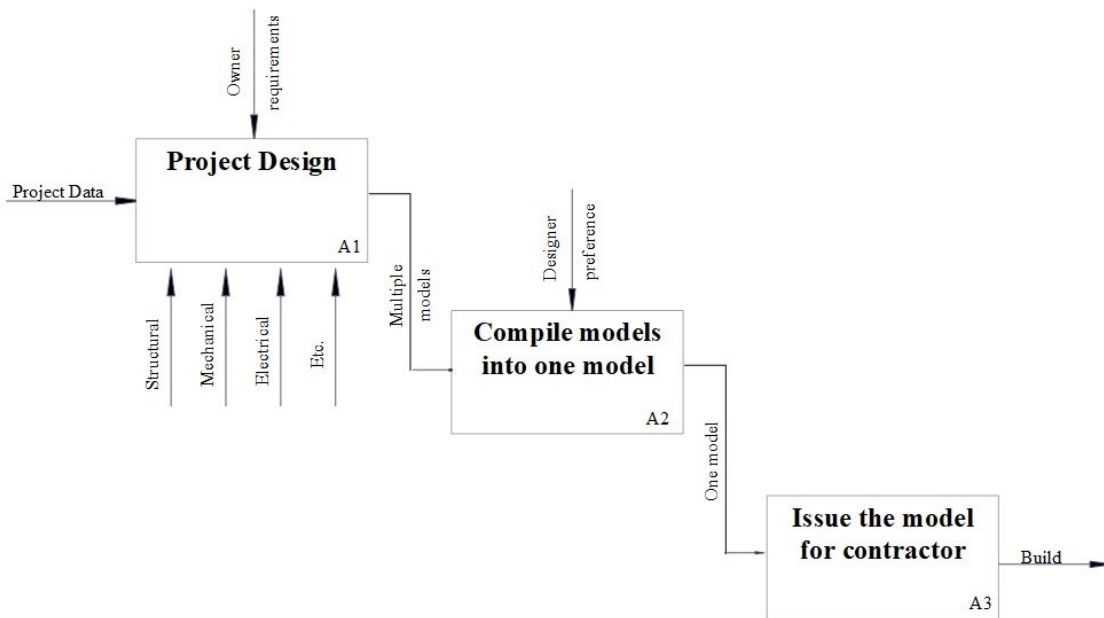 Owner
requirements
Project Design
Project Data
A1
Structural
Mechanical
Electrical
Etc.
Multiple
models
Designer
preference
Compile models
into one model
A2
One model
Issue the model
for contractor
Build
A3